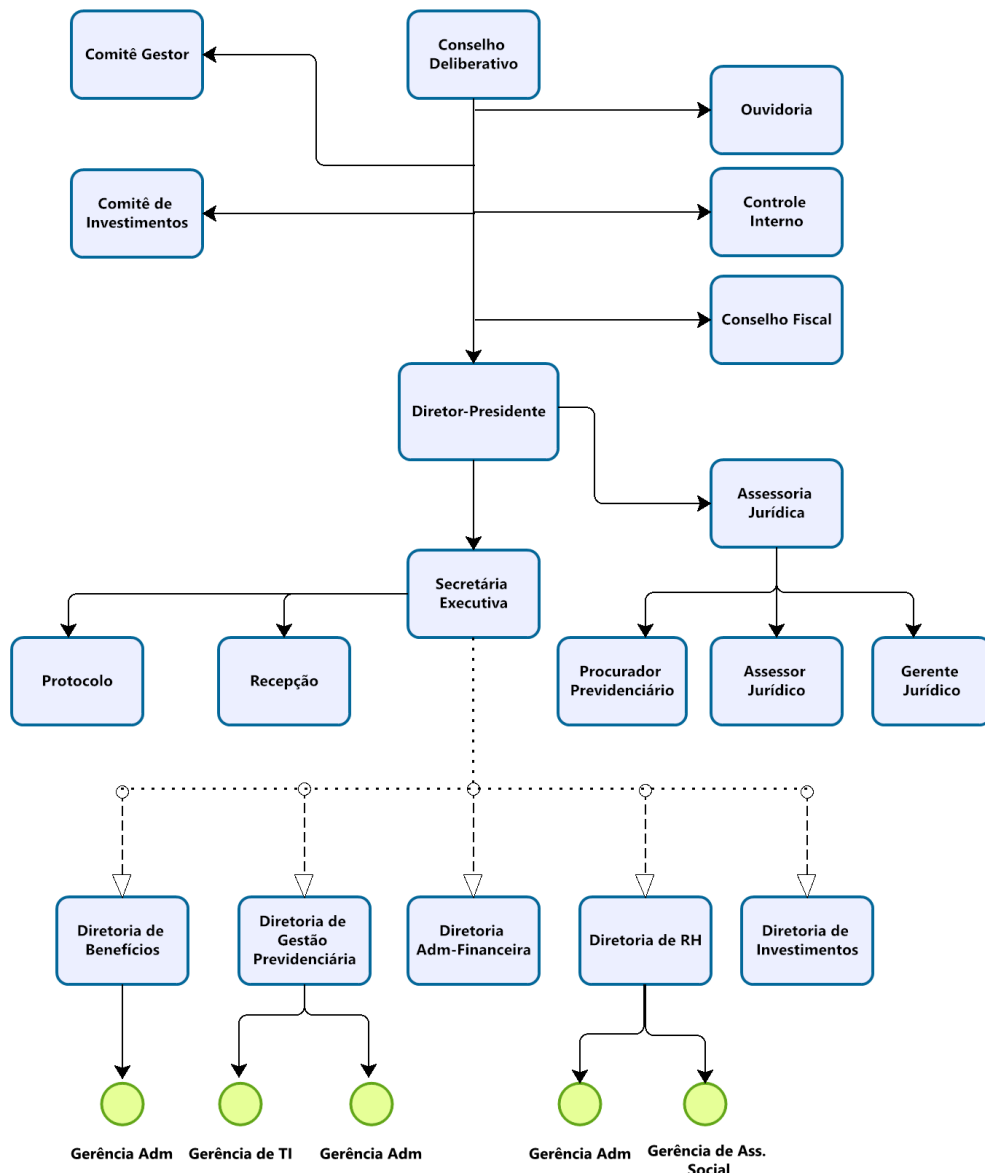 Comitê Gestor
Conselho
Deliberativo
Ouvidoria
Comitê de
Investimentos
Controle
Interno
Conselho Fiscal
Diretor-Presidente
Assessoria
Jurídica
Secretária
Executiva
Protocolo
Recepção
Procurador
Previdenciário
Assessor
Jurídico
Gerente
Jurídico
Diretoria de
Benefícios
Diretoria de
Gestão
Previdenciária
Diretoria
Adm-Financeira
Diretoria de RH
Diretoria de
Investimentos
Gerência Adm
Gerência de TI
Gerência Adm
Gerência Adm
Gerência de Ass.
Social